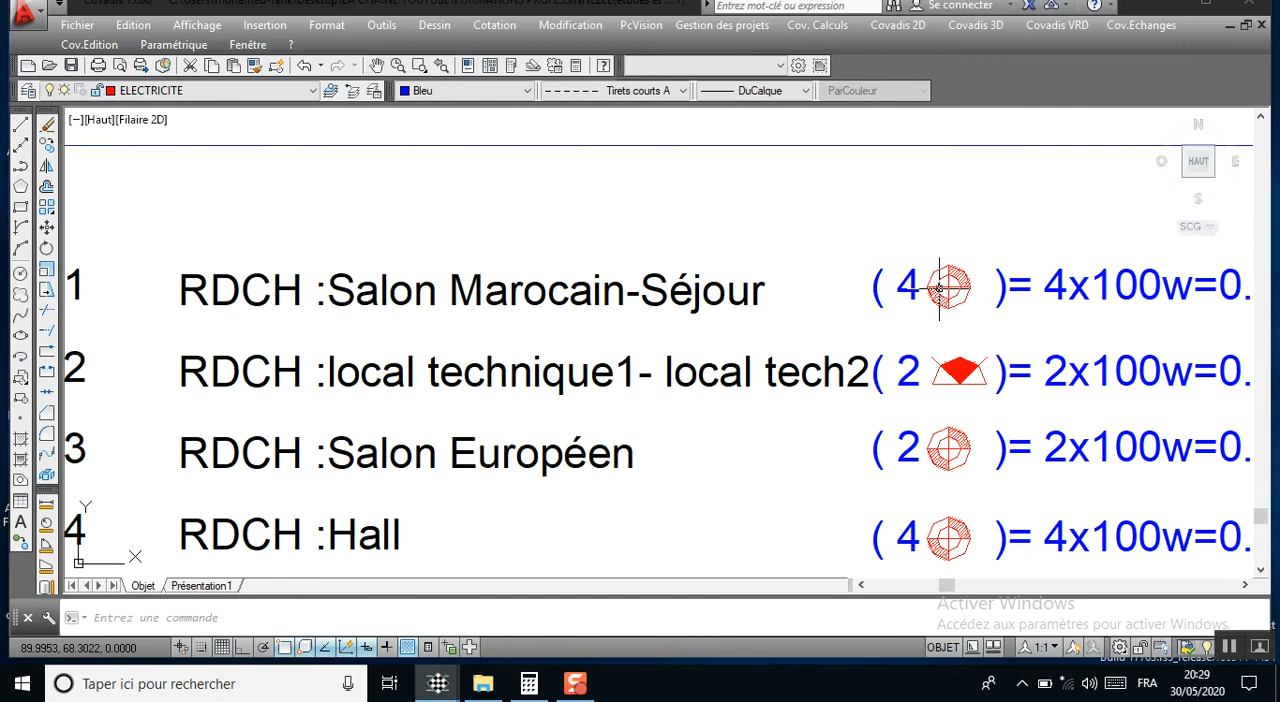 Entrez mot-clé ou expression
Se connecter
Fichier Edition Affichage Insertion Format Outils Dessin Cotation Modification PcVision Gestion des projets Cov. Calculs Covadis 2D Covadis 3D Covadis VRD Cov.Echanges
Cov.Edition Paramétrique Fenêtre ?
ELECTRICITE Bleu Tirets courts A DuCalque ParCouleur
[−][Haut][Filaire 2D]
N
O HAUT E
S
SCG
1 RDCH :Salon Marocain-Séjour ( 4 )= 4x100w=0.
2 RDCH :local technique1- local tech2( 2 )= 2x100w=0.
3 RDCH :Salon Européen ( 2 )= 2x100w=0.
4 RDCH :Hall ( 4 )= 4x100w=0.
Y
X
Objet Présentation1
Activer Windows
Entrez une commande
Accédez aux paramètres pour activer Windows.
89.9953, 68.3022, 0.0000 OBJET 1:1
Taper ici pour rechercher FRA 20:29
30/05/2020